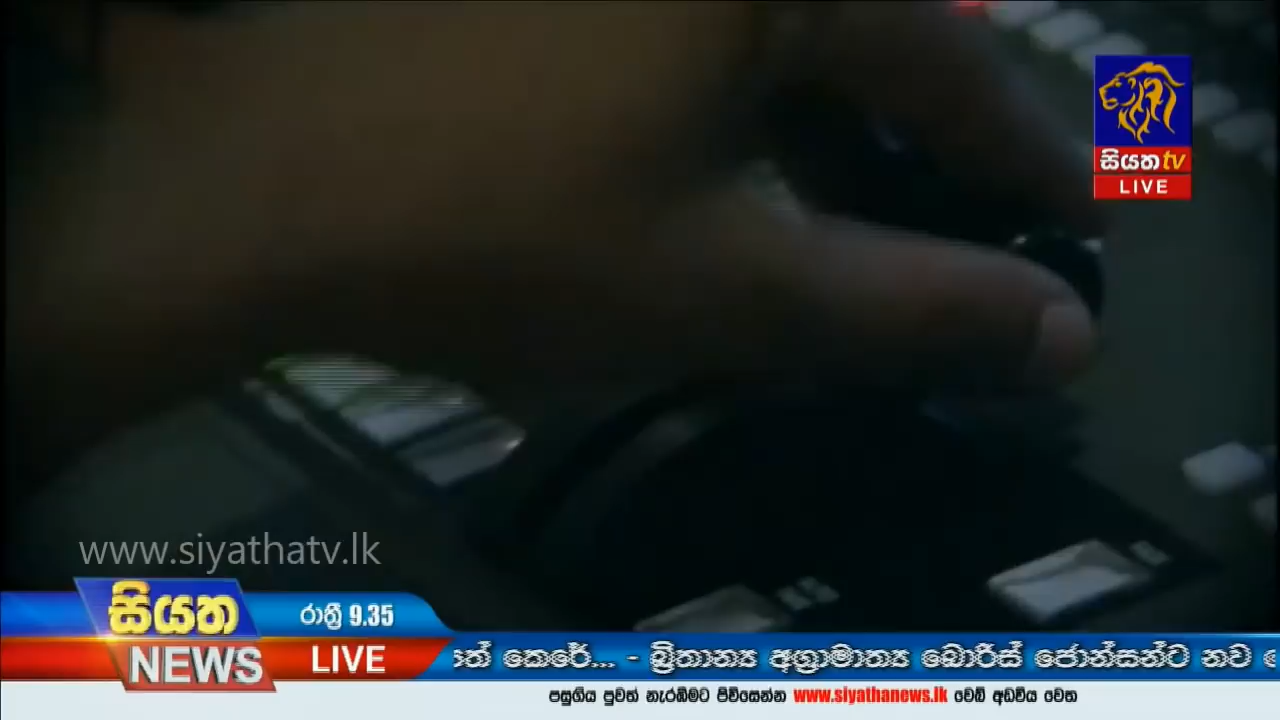 සියත tv
LIVE
www.siyathatv.lk
සියත
NEWS
රාත්‍රී 9.35
LIVE
කෙරේ... - බ්‍රිතාන්‍ය අග්‍රාමාත්‍ය බොරිස් ජොන්සන්ට නව
පසුගිය පුවත් නැරඹීමට පිවිසෙන්න www.siyathanews.lk වෙබ් අඩවිය වෙත